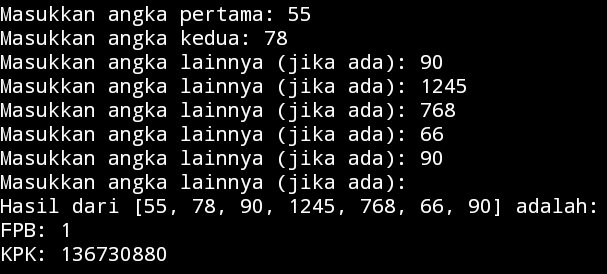 Masukkan angka pertama: 55
Masukkan angka kedua: 78
Masukkan angka lainnya (jika ada): 90
Masukkan angka lainnya (jika ada): 1245
Masukkan angka lainnya (jika ada): 768
Masukkan angka lainnya (jika ada): 66
Masukkan angka lainnya (jika ada): 90
Masukkan angka lainnya (jika ada):
Hasil dari [55, 78, 90, 1245, 768, 66, 90] adalah:
FPB: 1
KPK: 136730880